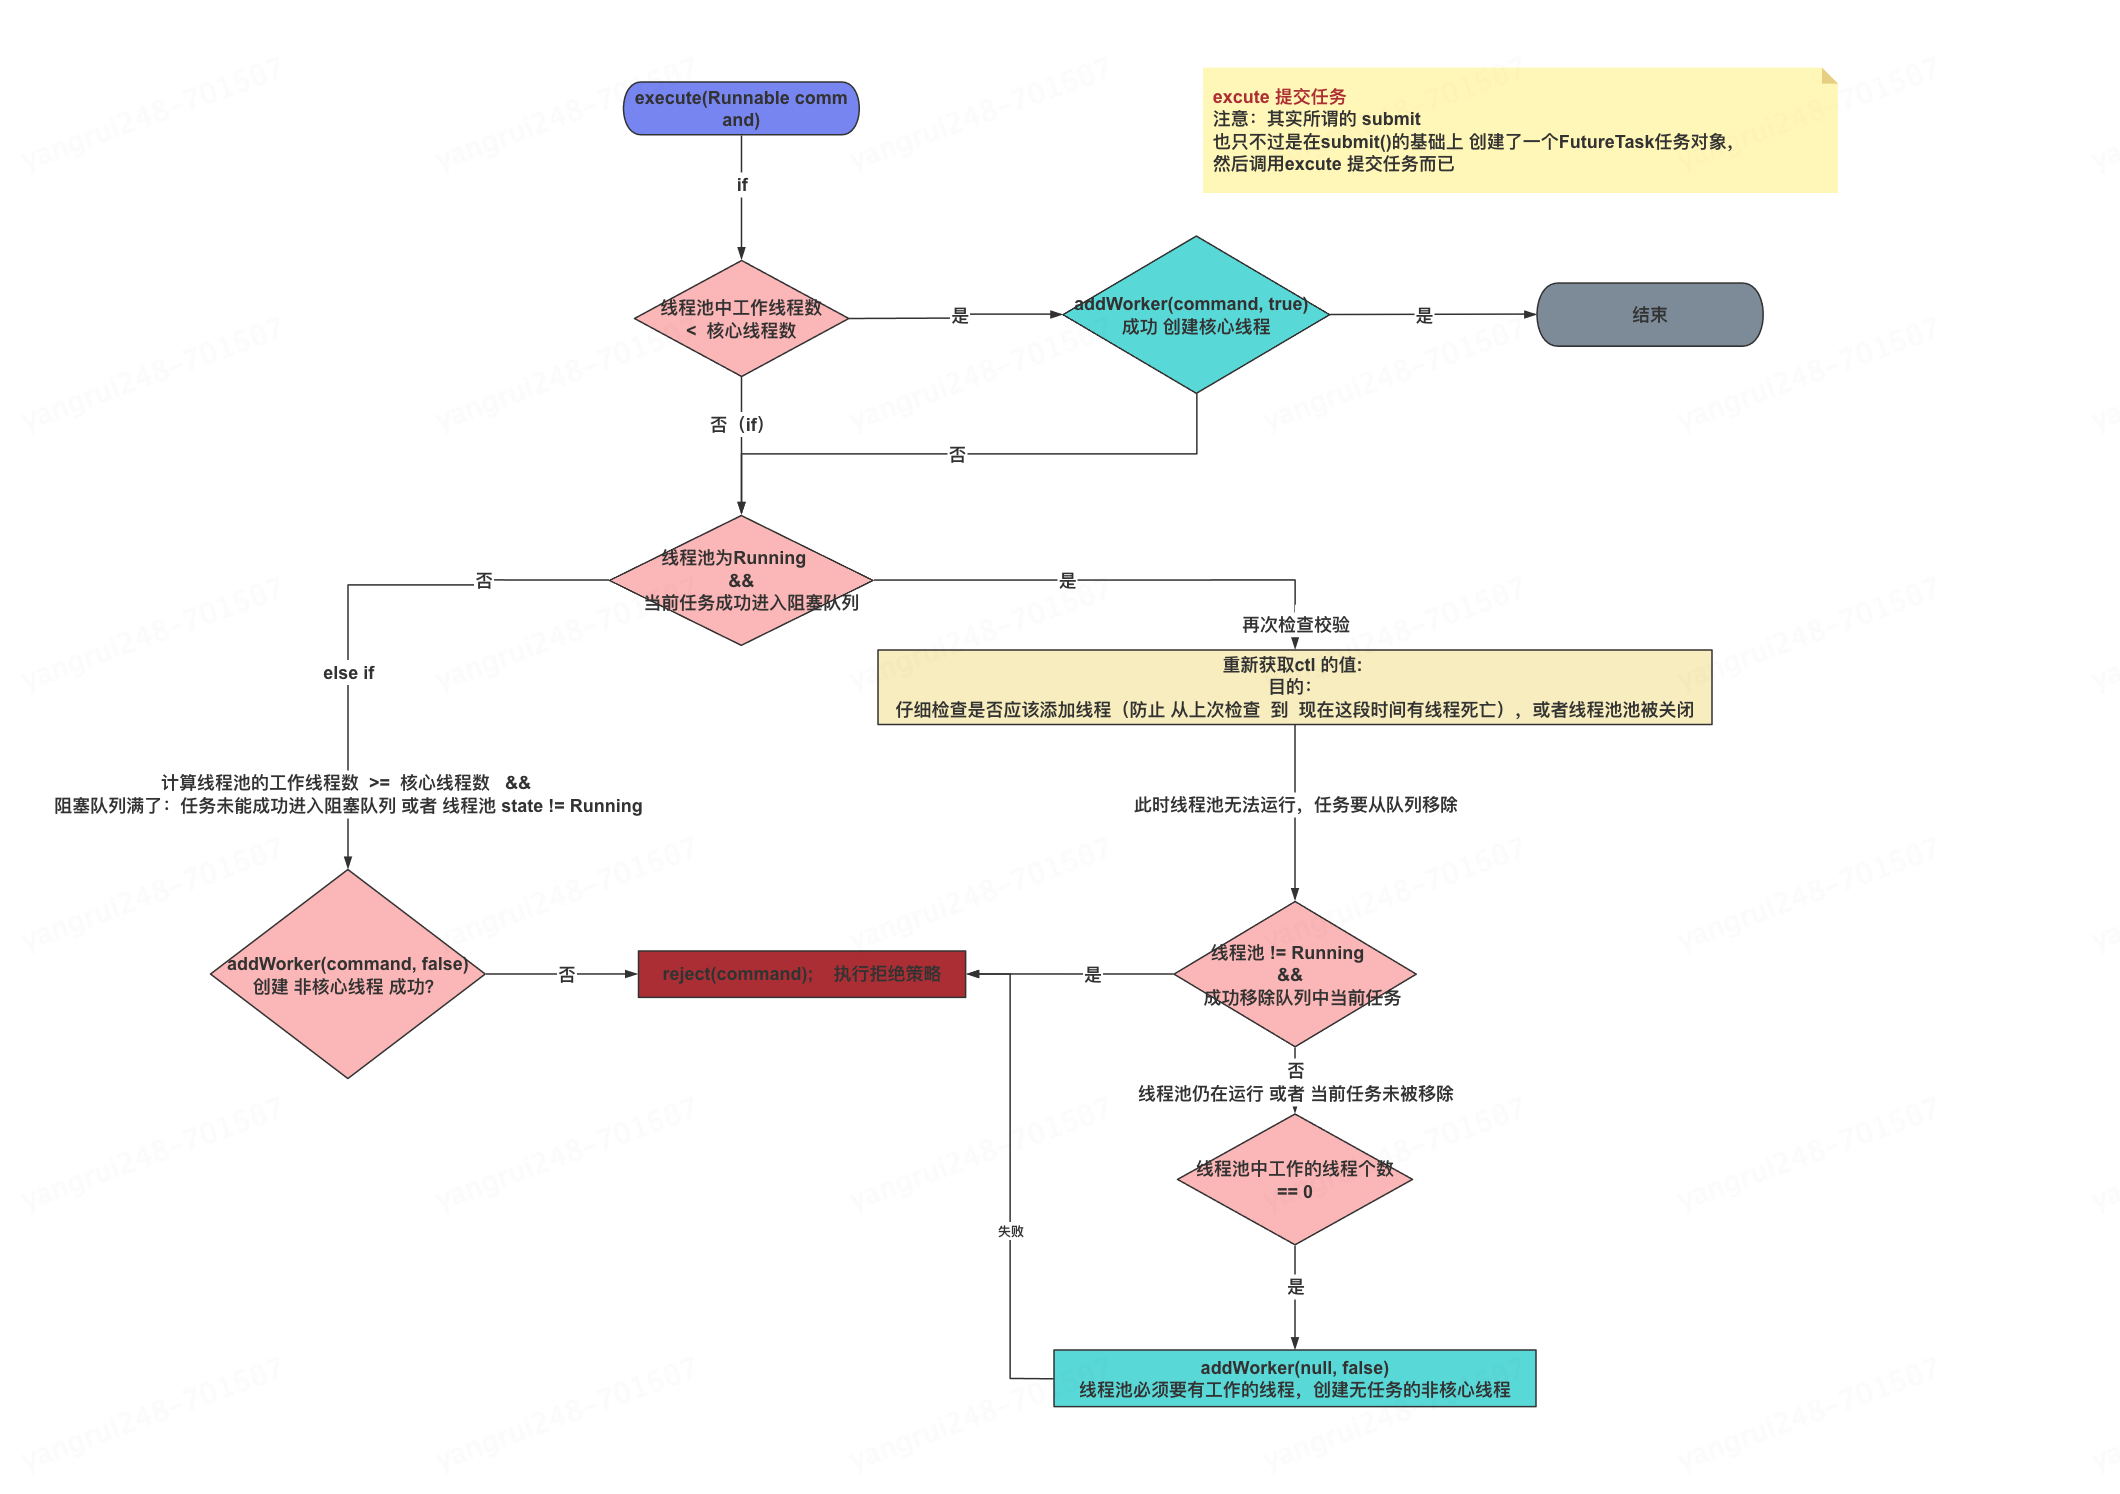 execute(Runnable comm
and)
excute 提交任务
注意：其实所谓的 submit
也只不过是在submit()的基础上 创建了一个FutureTask任务对象，
然后调用excute 提交任务而已
if
线程池中工作线程数
< 核心线程数
是
addWorker(command, true)
成功 创建核心线程
是
结束
否（if）
否
线程池为Running
&&
当前任务成功进入阻塞队列
否
是
再次检查校验
else if
重新获取ctl 的值:
目的：
仔细检查是否应该添加线程（防止 从上次检查 到 现在这段时间有线程死亡），或者线程池池被关闭
计算线程池的工作线程数 >= 核心线程数 &&
阻塞队列满了：任务未能成功进入阻塞队列 或者 线程池 state != Running
此时线程池无法运行，任务要从队列移除
addWorker(command, false)
创建 非核心线程 成功?
否
reject(command); 执行拒绝策略
是
线程池 != Running
&&
成功移除队列中当前任务
否
线程池仍在运行 或者 当前任务未被移除
线程池中工作的线程个数
== 0
失败
是
addWorker(null, false)
线程池必须要有工作的线程，创建无任务的非核心线程
yangrui248-701507